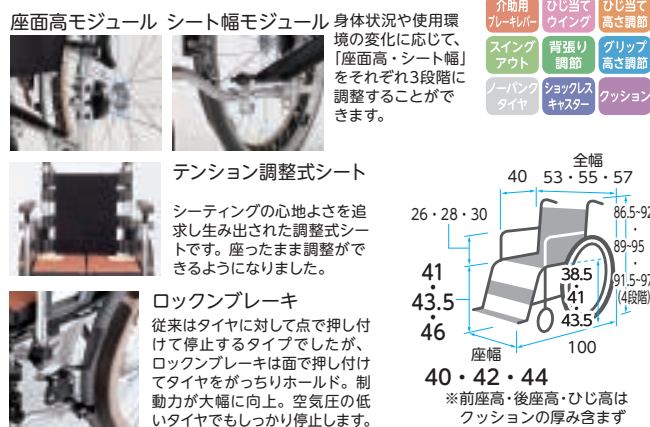 座面高モジュール シート幅モジュール
身体状況や使用環
境の変化に応じて、
「座面高・シート幅」
をそれぞれ3段階に
調整することがで
きます。
介助用
ブレーキレバー
ひじ当て
ウイング
ひじ当て
高さ調節
スイング
アウト
背張り
調節
グリップ
高さ調節
ノーパンク
タイヤ
ショックレス
キャスター
クッション
テンション調整式シート
シーティングの心地よさを追
求し生み出された調整式シー
トです。座ったまま調整がで
きるようになりました。
ロックンブレーキ
従来はタイヤに対して点で押し付
けて停止するタイプでしたが、
ロックンブレーキは面で押し付け
てタイヤをがっちりホールド。制
動力が大幅に向上。空気圧の低
いタイヤでもしっかり停止します。
全幅
40 53・55・57
26・28・30
86.5~92
・
89~95
・
91.5~97
(4段階)
41
・
43.5
・
46
38.5
・
41
・
43.5
座幅
100
40・42・44
※前座高・後座高・ひじ高は
クッションの厚み含まず